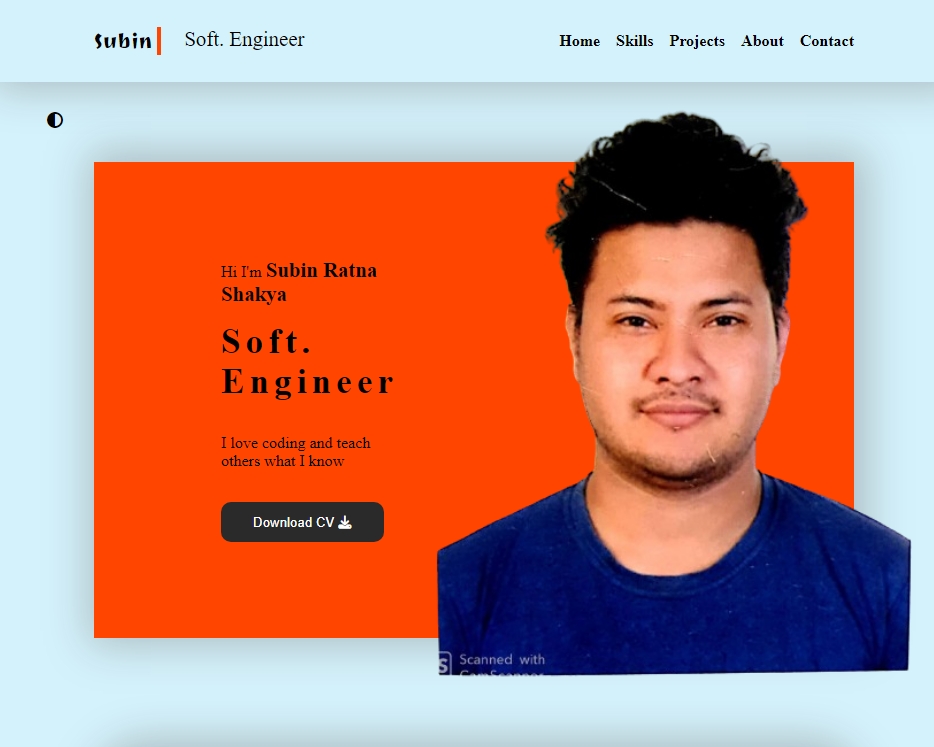 Subin
Soft. Engineer
Home Skills Projects About Contact
Hi I'm Subin Ratna
Shakya
Soft.
Engineer
I love coding and teach
others what I know
Download CV
Scanned with
CamScanner